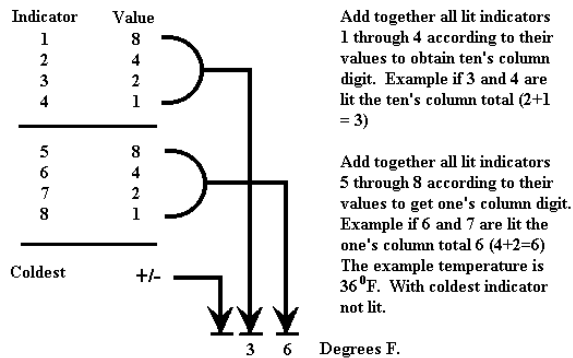 Indicator Value
1 8
2 4
3 2
4 1
5 8
6 4
7 2
8 1
Coldest +/-
3 6 Degrees F.
Add together all lit indicators
1 through 4 according to their
values to obtain ten's column
digit. Example if 3 and 4 are
lit the ten's column total (2+1
= 3)
Add together all lit indicators
5 through 8 according to their
values to get one's column digit.
Example if 6 and 7 are lit the
one's column total 6 (4+2=6)
The example temperature is
36⁰F. With coldest indicator
not lit.